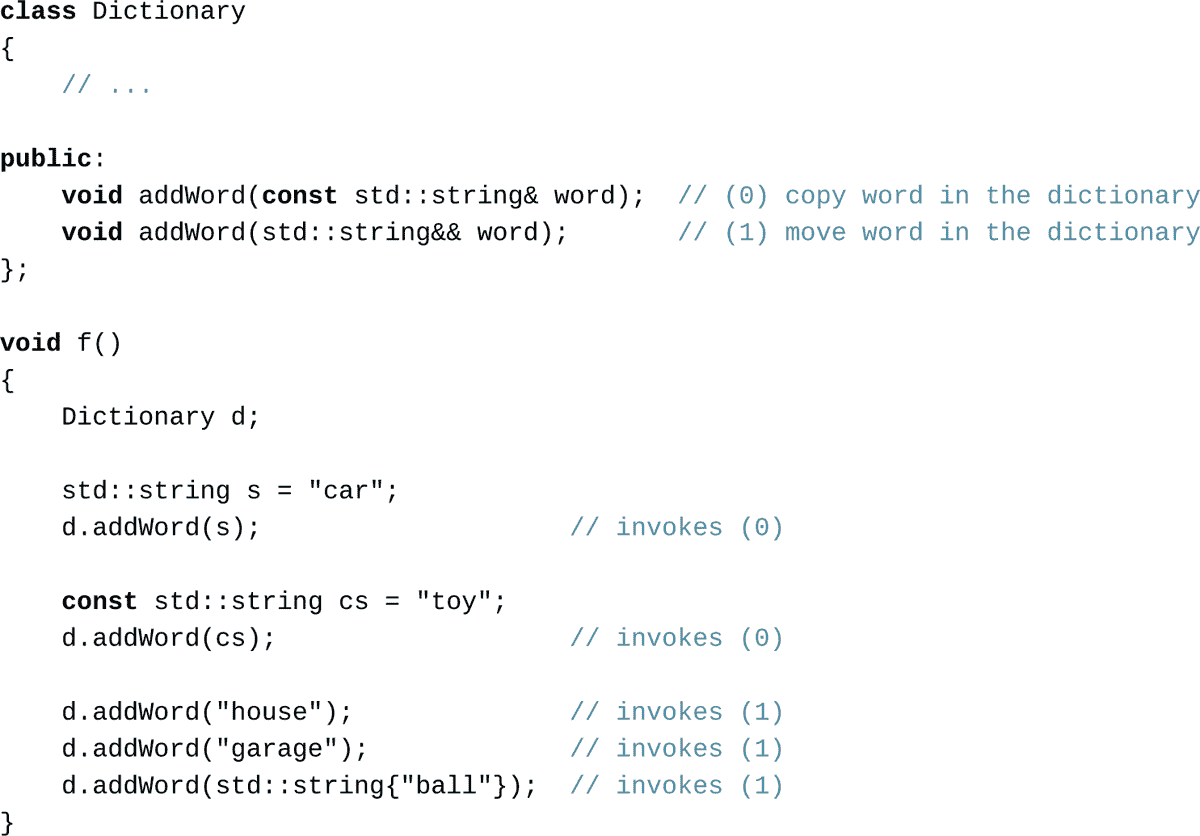 class Dictionary
{
    // ...

public:
    void addWord(const std::string& word);  // (0) copy word in the dictionary
    void addWord(std::string&& word);       // (1) move word in the dictionary
};

void f()
{
    Dictionary d;

    std::string s = "car";
    d.addWord(s);                    // invokes (0)

    const std::string cs = "toy";
    d.addWord(cs);                   // invokes (0)

    d.addWord("house");              // invokes (1)
    d.addWord("garage");             // invokes (1)
    d.addWord(std::string{"ball"});  // invokes (1)
}